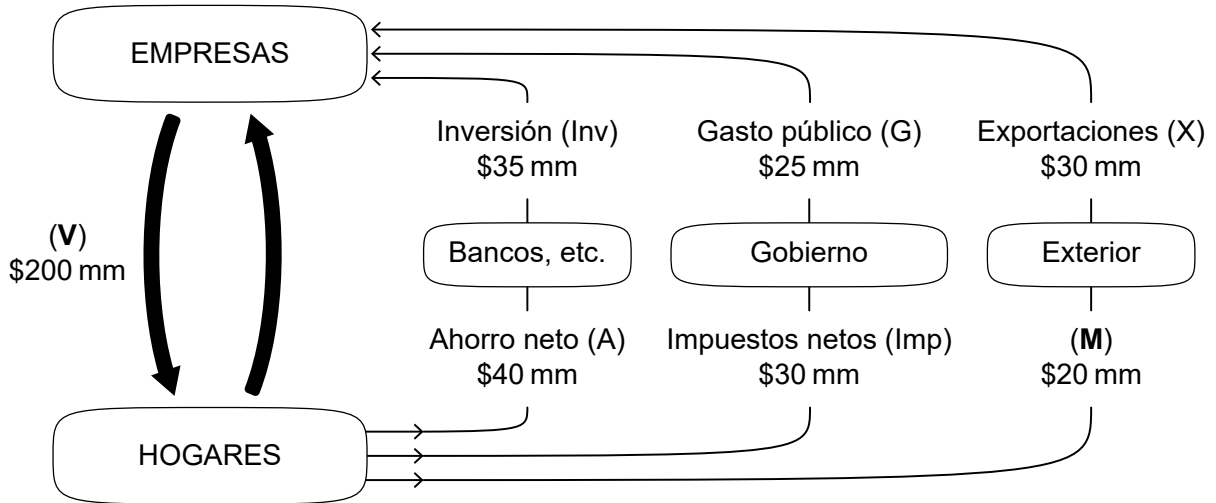 EMPRESAS
Inversión (Inv)
$35 mm
Gasto público (G)
$25 mm
Exportaciones (X)
$30 mm
(V)
$200 mm
Bancos, etc.
Gobierno
Exterior
Ahorro neto (A)
$40 mm
Impuestos netos (Imp)
$30 mm
(M)
$20 mm
HOGARES